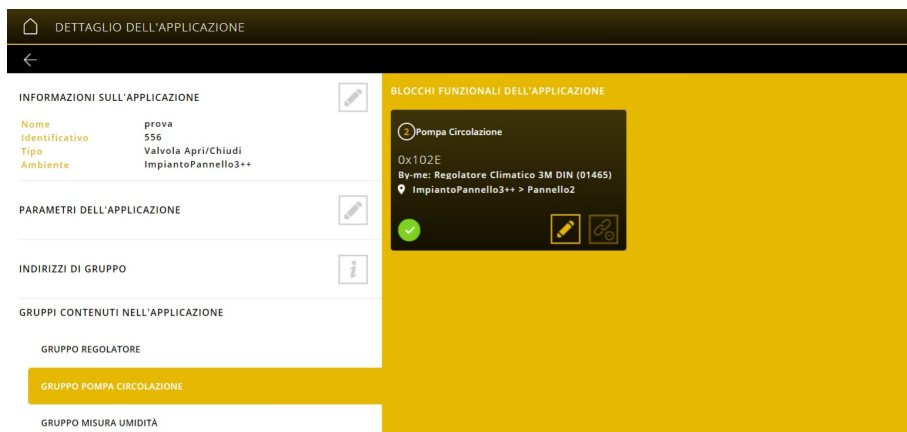 DETTAGLIO DELL'APPLICAZIONE
INFORMAZIONI SULL'APPLICAZIONE
Nome prova
Identificativo 556
Tipo Valvola Apri/Chiudi
Ambiente ImpiantoPannello3++
PARAMETRI DELL'APPLICAZIONE
INDIRIZZI DI GRUPPO
i
GRUPPI CONTENUTI NELL'APPLICAZIONE
GRUPPO REGOLATORE
GRUPPO POMPA CIRCOLAZIONE
GRUPPO MISURA UMIDITÀ
BLOCCHI FUNZIONALI DELL'APPLICAZIONE
2 Pompa Circolazione
0x102E
By-me: Regolatore Climatico 3M DIN (01465)
ImpiantoPannello3++ > Pannello2